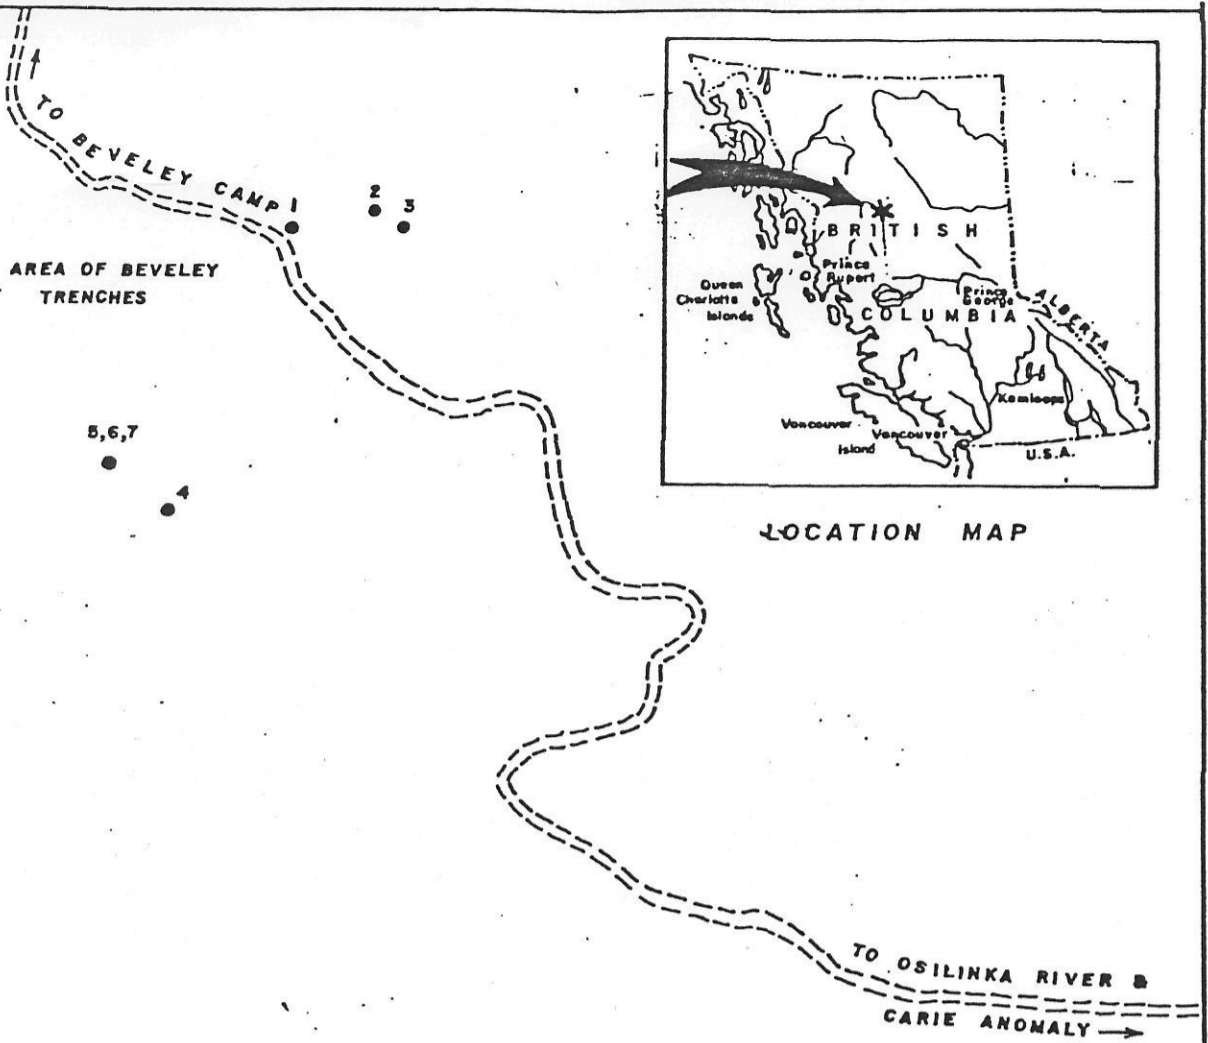 TO BEVELEY CAMP
1
2
3
AREA OF BEVELEY
TRENCHES
5,6,7
4
BRITISH
COLUMBIA
Prince
Rupert
Queen
Charlotte
Islands
Prince
George
ALBERTA
Kamloops
Vancouver
Island
Vancouver
U.S.A.
LOCATION MAP
TO OSILINKA RIVER &
CARIE ANOMALY